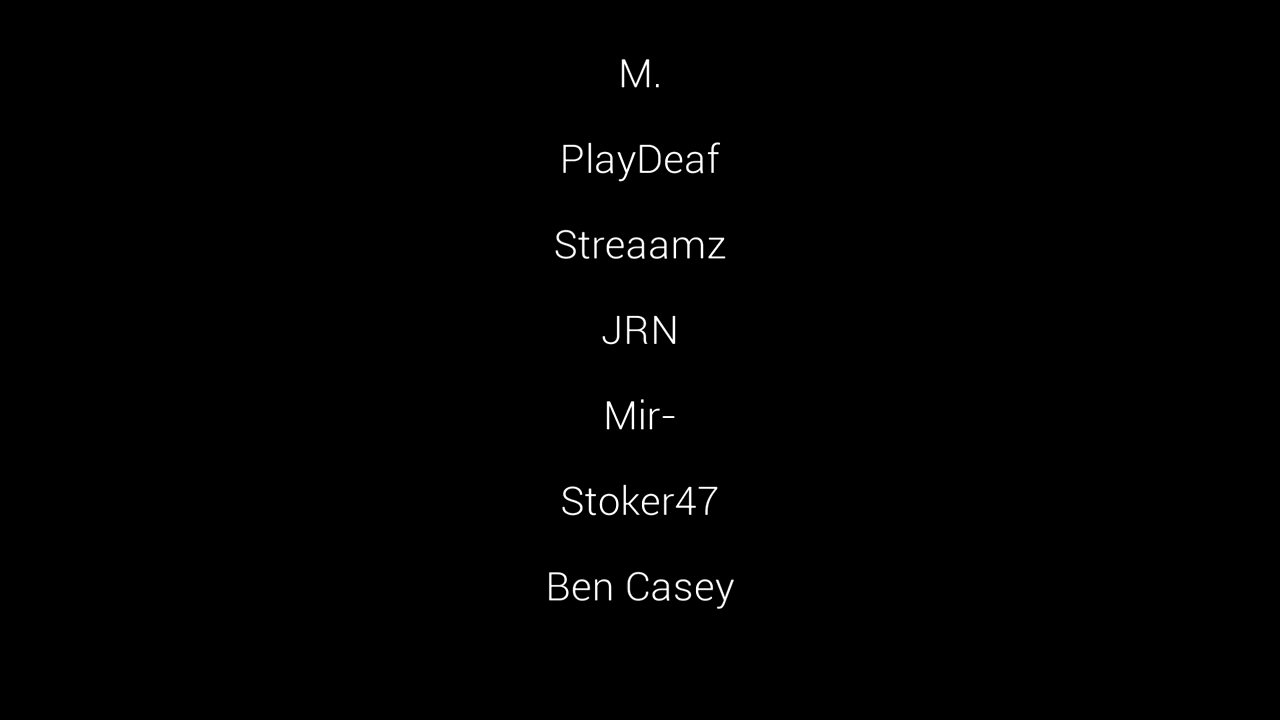 M.
PlayDeaf
Streaamz
JRN
Mir-
Stoker47
Ben Casey